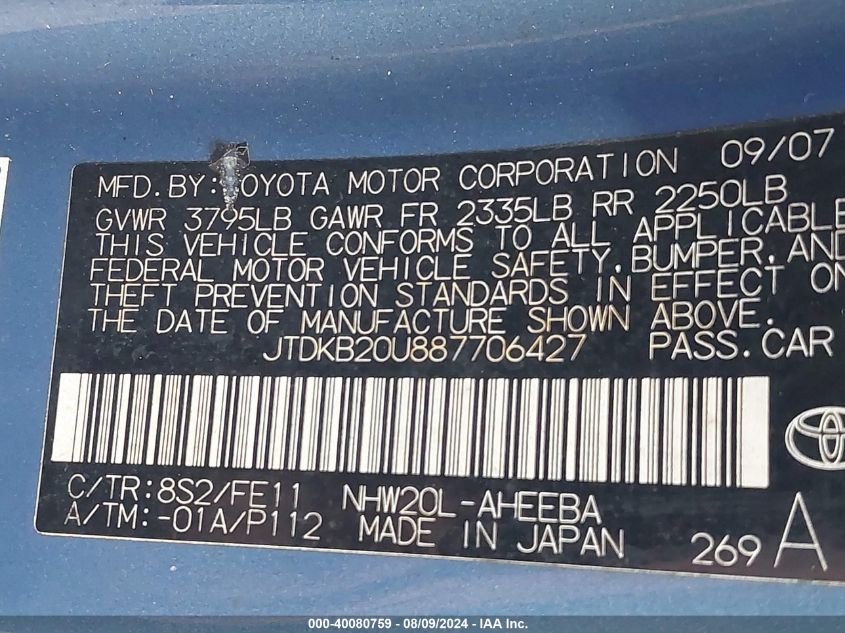 MFD. BY: TOYOTA MOTOR CORPORATION 09/07
GVWR 3795LB GAWR FR 2335LB RR 2250LB
THIS VEHICLE CONFORMS TO ALL APPLICABLE
FEDERAL MOTOR VEHICLE SAFETY, BUMPER, AND
THEFT PREVENTION STANDARDS IN EFFECT ON
THE DATE OF MANUFACTURE SHOWN ABOVE.
JTDKB20U887706427 PASS. CAR
C/TR: 8S2/FE11 NHW20L-AHEEBA
A/TM: -01A/P112 MADE IN JAPAN 269 A
000-40080759 - 08/09/2024 - IAA Inc.